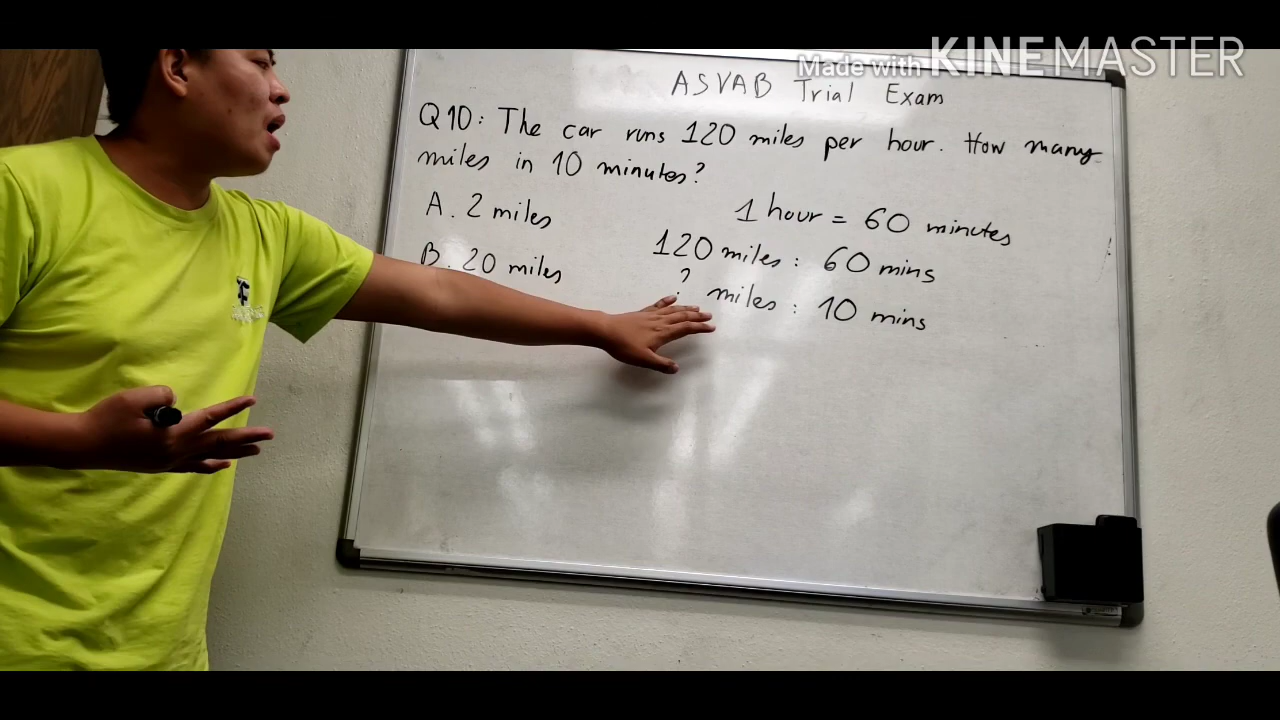 Made with KINEMASTER
ASVAB Trial Exam
Q10: The car runs 120 miles per hour. How many
miles in 10 minutes?
A. 2 miles
1 hour = 60 minutes
B. 20 miles
120 miles : 60 mins
? miles : 10 mins